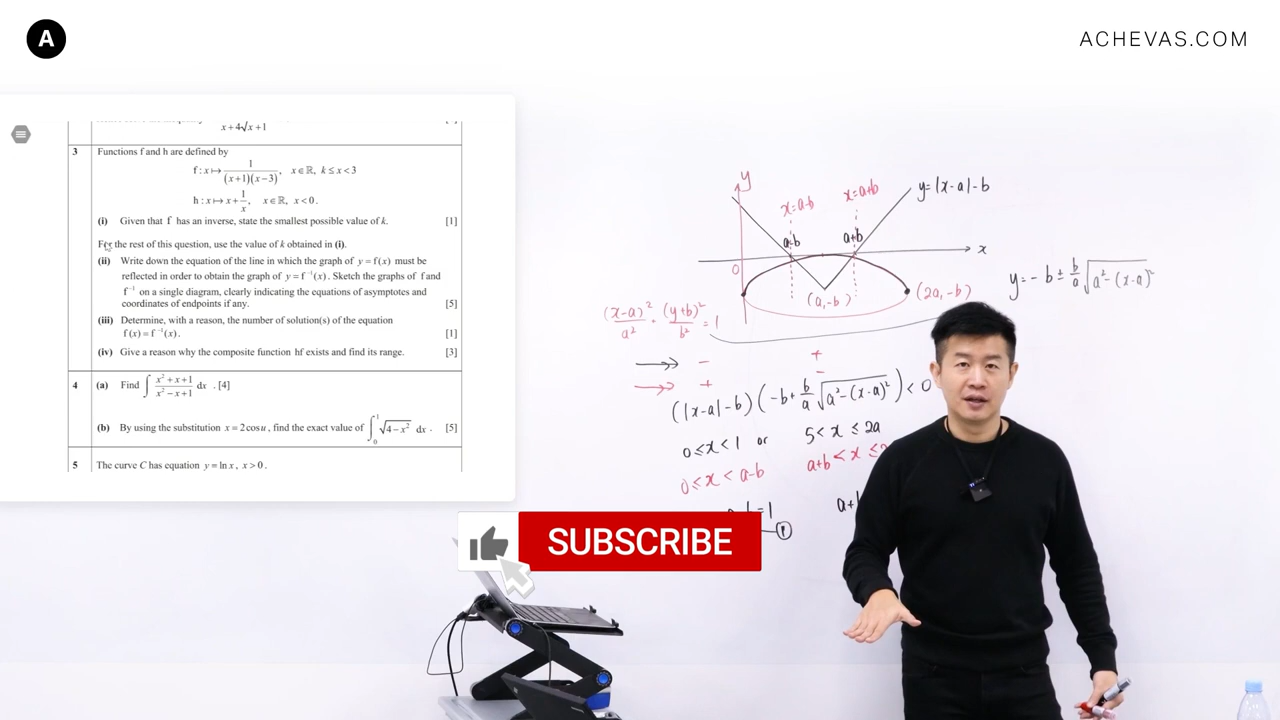 A
ACHEVAS.COM
x+4√x+1
3 Functions f and h are defined by
f : x ↦ 1/((x+1)(x−3)), x∈ℝ, k ≤ x < 3
h : x ↦ x + 1/x, x∈ℝ, x < 0.
(i) Given that f has an inverse, state the smallest possible value of k. [1]
For the rest of this question, use the value of k obtained in (i).
(ii) Write down the equation of the line in which the graph of y = f(x) must be
reflected in order to obtain the graph of y = f⁻¹(x). Sketch the graphs of f and
f⁻¹ on a single diagram, clearly indicating the equations of asymptotes and
coordinates of endpoints if any. [5]
(iii) Determine, with a reason, the number of solution(s) of the equation
f(x) = f⁻¹(x). [1]
(iv) Give a reason why the composite function hf exists and find its range. [3]
4 (a) Find ∫ (x²+x+1)/(x²−x+1) dx . [4]
(b) By using the substitution x = 2cosu, find the exact value of ∫₀¹ √(4−x²) dx . [5]
5 The curve C has equation y = ln x, x > 0.
y
x=a-b
x=a+b
y=|x-a|-b
a-b
a+b
x
0
(a,-b)
(2a,-b)
y=-b±b/a√(a²-(x-a)²
(x-a)²/a² + (y+b)²/b² = 1
- +
+ -
(|x-a|-b)(-b+b/a√(a²-(x-a)²)<0
0≤x<1 or 5<x≤2a
0≤x<a-b a+b<x≤
=1
①
SUBSCRIBE